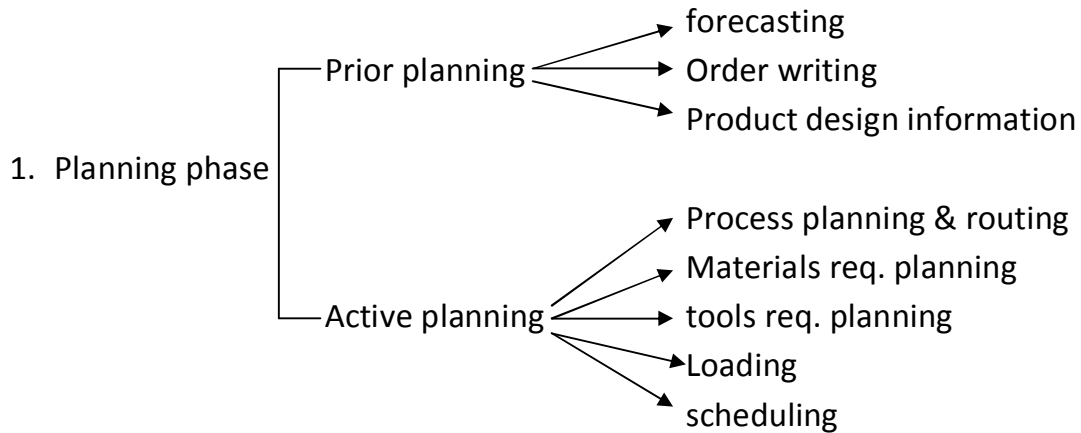 forecasting
Prior planning
Order writing
Product design information
1. Planning phase
Process planning & routing
Materials req. planning
Active planning
tools req. planning
Loading
scheduling